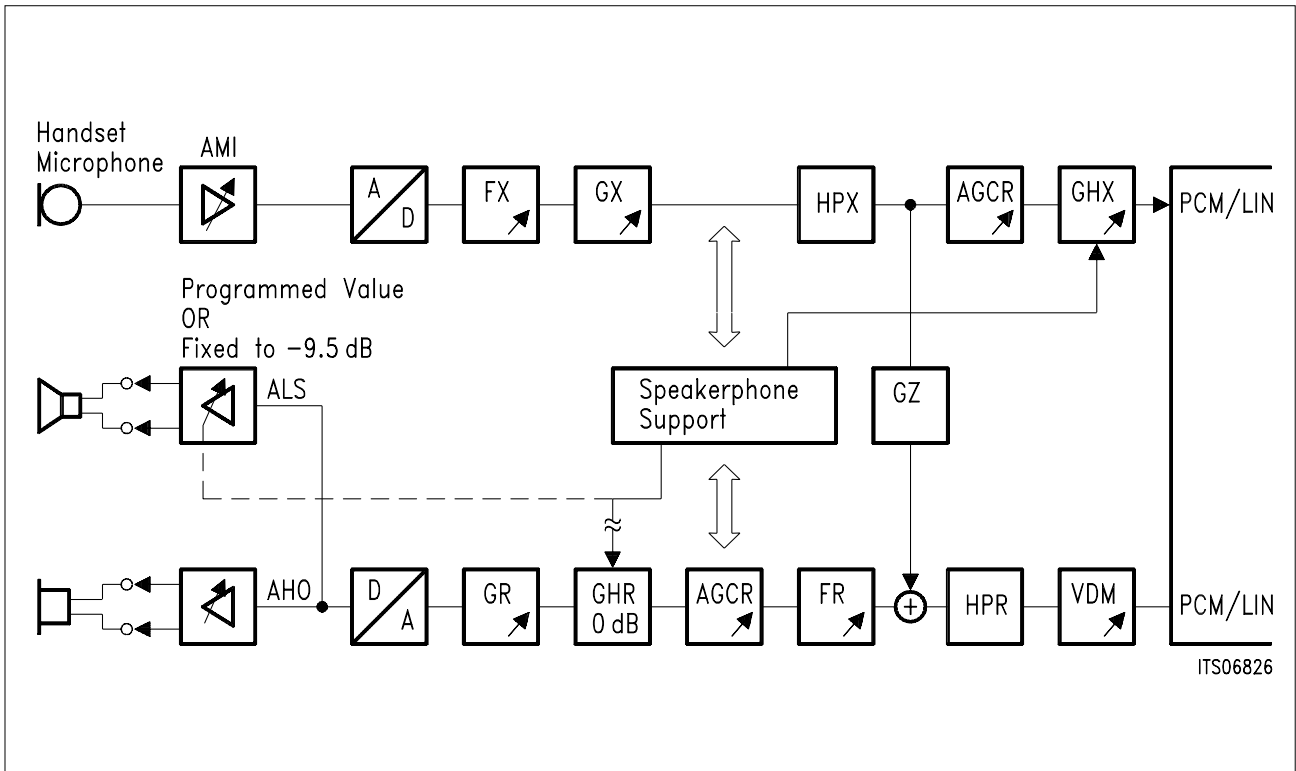 Handset
Microphone
AMI
A
D
FX
GX
HPX
AGCR
GHX
PCM/LIN
Programmed Value
OR
Fixed to -9.5 dB
ALS
Speakerphone
Support
GZ
AHO
D
A
GR
GHR
0 dB
AGCR
FR
+
HPR
VDM
PCM/LIN
ITS06826